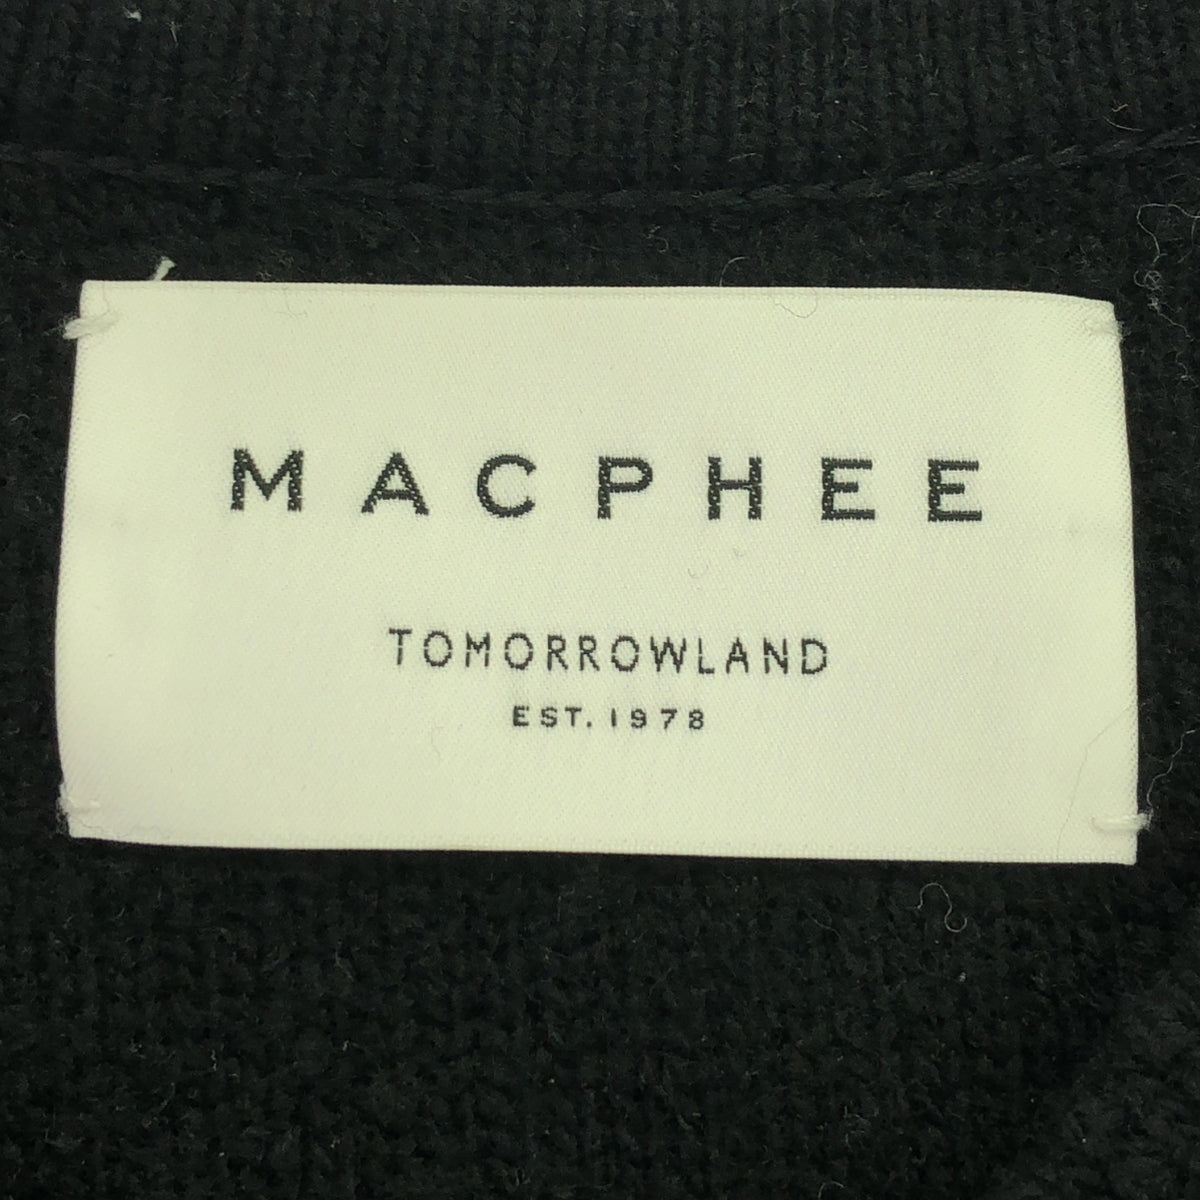 MACPHEE
TOMORROWLAND
EST. 1978